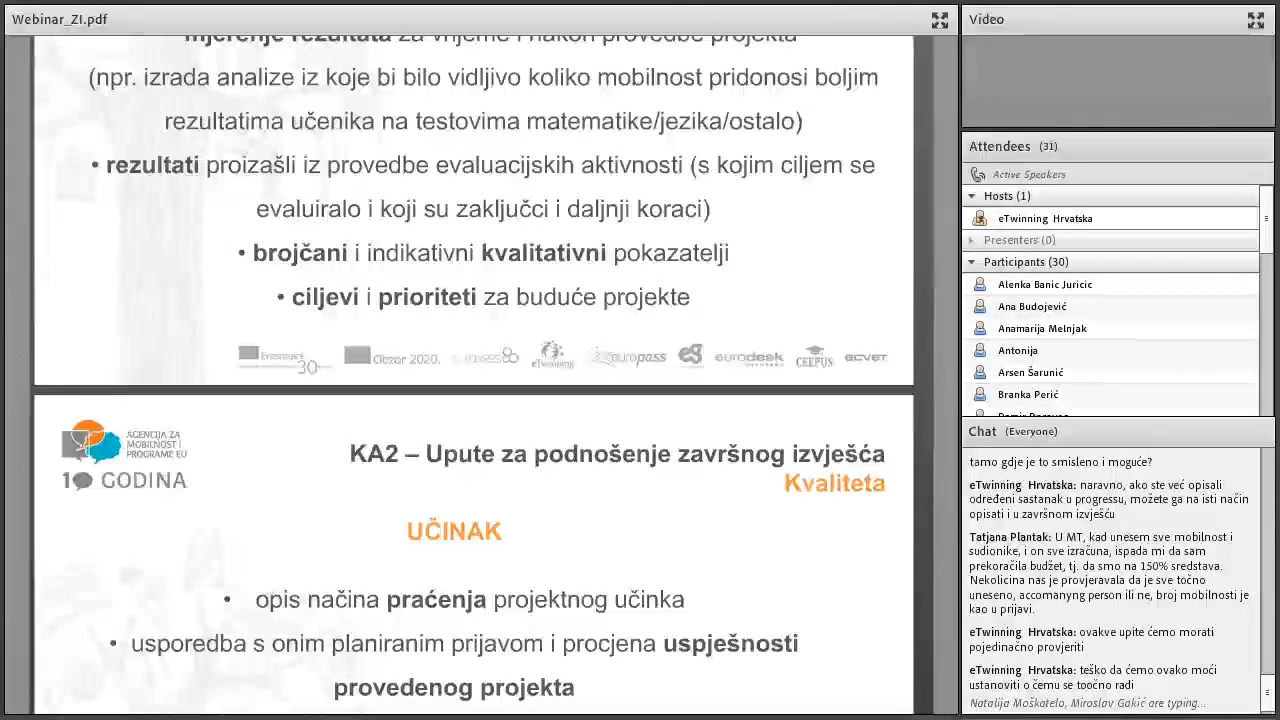 Webinar_ZI.pdf
mjerenje rezultata za vrijeme i nakon provedbe projekta
(npr. izrada analize iz koje bi bilo vidljivo koliko mobilnost pridonosi boljim
rezultatima učenika na testovima matematike/jezika/ostalo)
• rezultati proizašli iz provedbe evaluacijskih aktivnosti (s kojim ciljem se
evaluiralo i koji su zaključci i daljnji koraci)
• brojčani i indikativni kvalitativni pokazatelji
• ciljevi i prioriteti za buduće projekte
Erasmus+
30
Obzor 2020.
eTwinning
europass
eg
eurodesk
CEEPUS
ecvet
AGENCIJA ZA
MOBILNOST I
PROGRAME EU
10 GODINA
KA2 – Upute za podnošenje završnog izvješća
Kvaliteta
UČINAK
• opis načina praćenja projektnog učinka
• usporedba s onim planiranim prijavom i procjena uspješnosti
provedenog projekta
Video
Attendees (31)
Active Speakers
Hosts (1)
eTwinning Hrvatska
Presenters (0)
Participants (30)
Alenka Banic Juricic
Ana Budojević
Anamarija Melnjak
Antonija
Arsen Šarunić
Branka Perić
Chat (Everyone)
tamo gdje je to smisleno i moguće?
eTwinning Hrvatska: naravno, ako ste već opisali
određeni sastanak u progressu, možete ga na isti način
opisati i u završnom izvješću
Tatjana Plantak: U MT, kad unesem sve mobilnost i
sudionike, i on sve izračuna, ispada mi da sam
prekoračila budžet, tj. da smo na 150% sredstava.
Nekolicina nas je provjeravala da je sve točno
uneseno, accomanyng person ili ne, broj mobilnosti je
kao u prijavi.
eTwinning Hrvatska: ovakve upite ćemo morati
pojedinačno provjeriti
eTwinning Hrvatska: teško da ćemo ovako moći
ustanoviti o čemu se toočno radi
Natalija Moškatelo, Miroslav Gakić are typing...